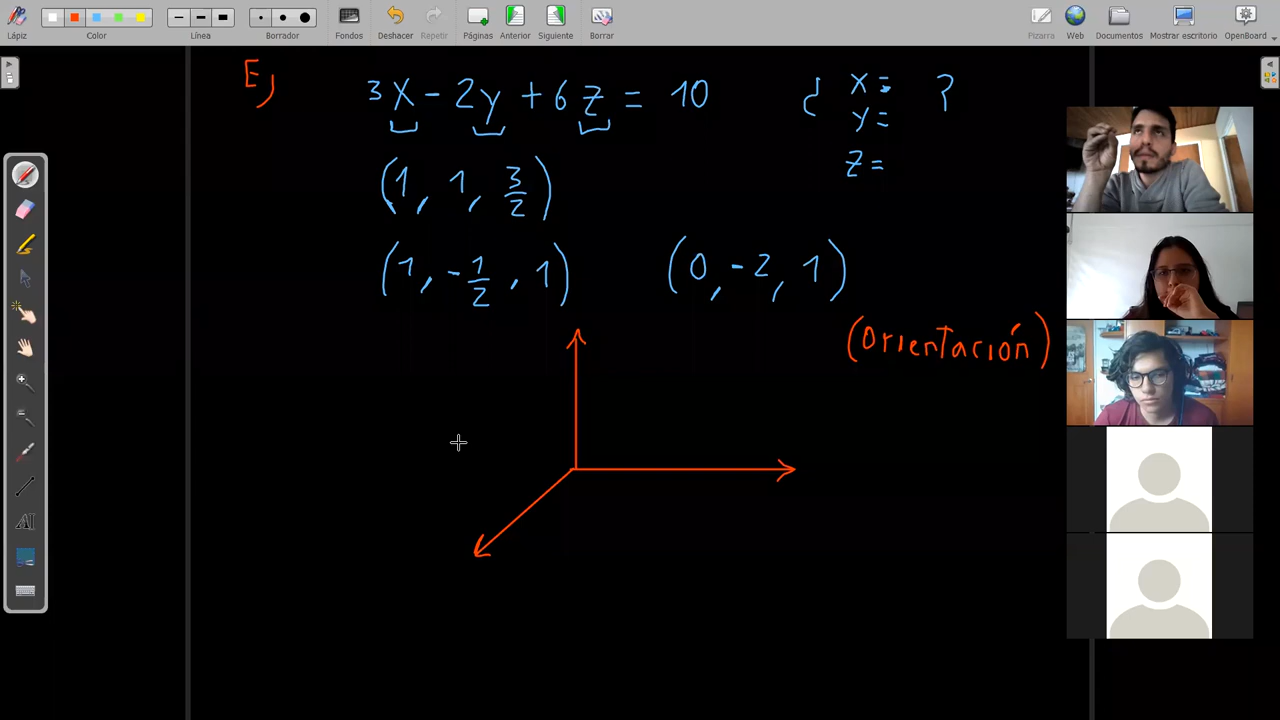 Lápiz Color Línea Borrador Fondos Deshacer Repetir Páginas Anterior Siguiente Borrar Pizarra Web Documentos Mostrar escritorio OpenBoard
E) 3x - 2y + 6z = 10 ¿ x= ?
y=
z=
(1, 1, 3/2)
(1, -1/2, 1) (0, -2, 1)
(Orientación)